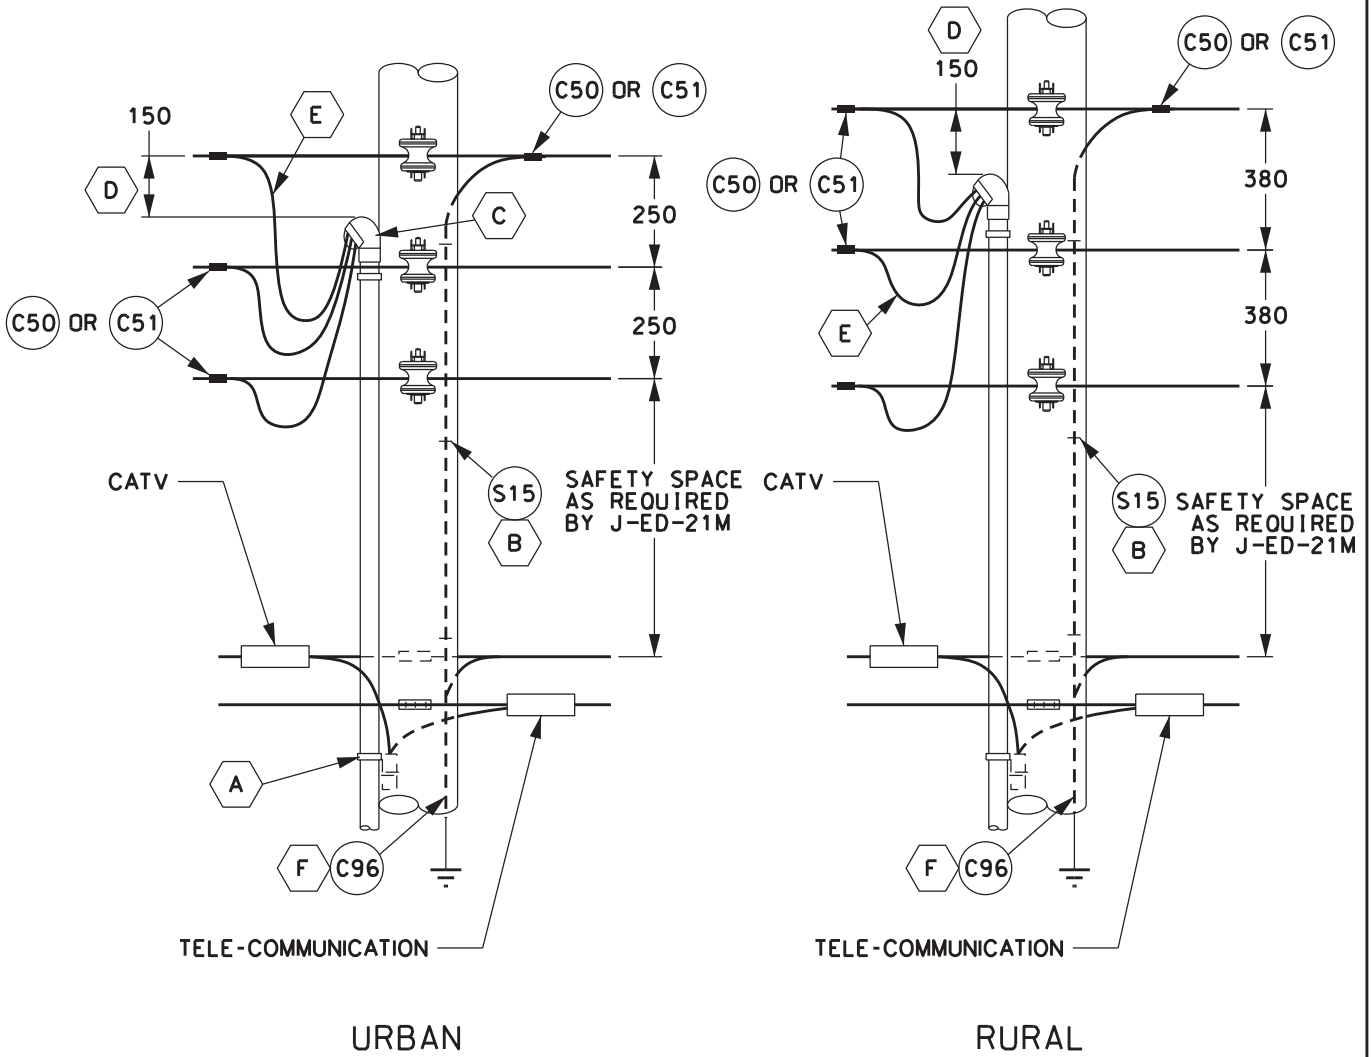 150
D
E
C50 OR C51
C
250
C50 OR C51
250
CATV
S15
B
SAFETY SPACE
AS REQUIRED
BY J-ED-21M
A
F C96
TELE-COMMUNICATION
URBAN
D
150
C50 OR C51
C50 OR C51
380
380
E
CATV
S15
B
SAFETY SPACE
AS REQUIRED
BY J-ED-21M
F C96
TELE-COMMUNICATION
RURAL